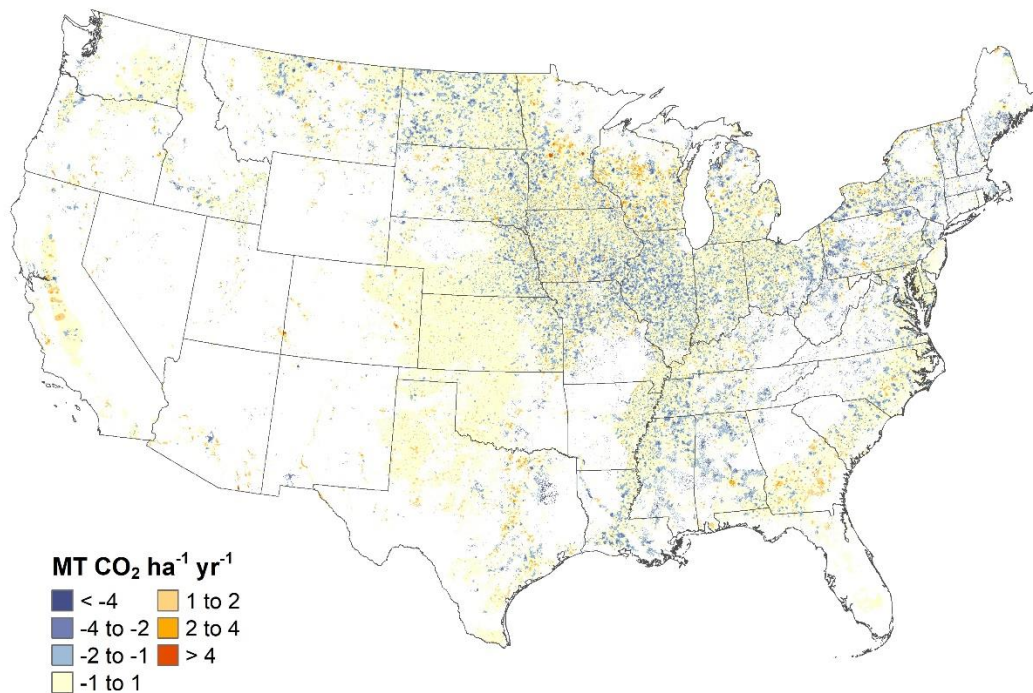 MT CO₂ ha⁻¹ yr⁻¹
< -4
-4 to -2
-2 to -1
-1 to 1
1 to 2
2 to 4
> 4